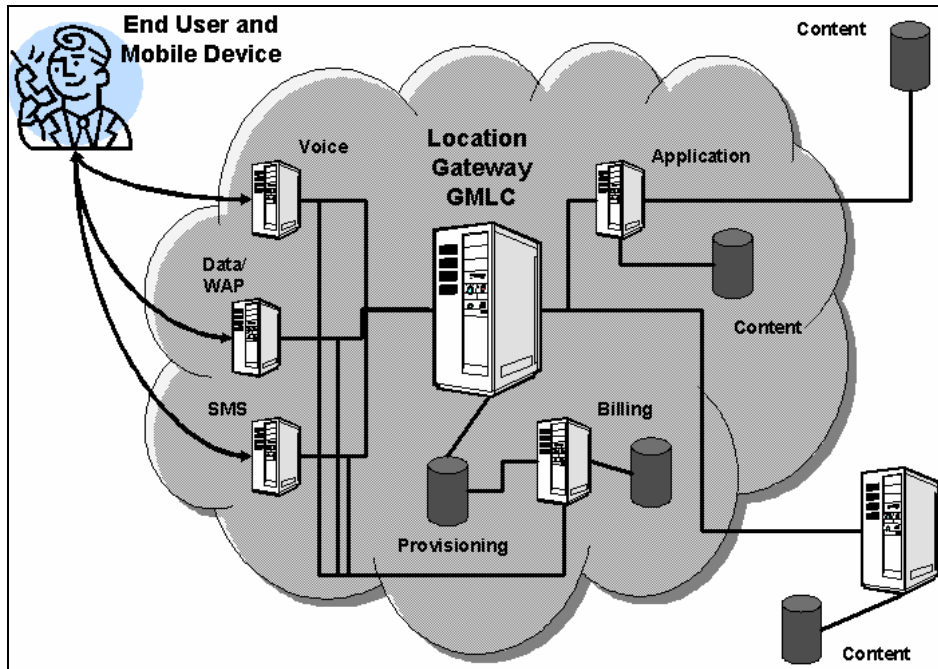 End User and
Mobile Device
Content
Voice
Location
Gateway
GMLC
Application
Data/
WAP
Content
SMS
Billing
Provisioning
Content